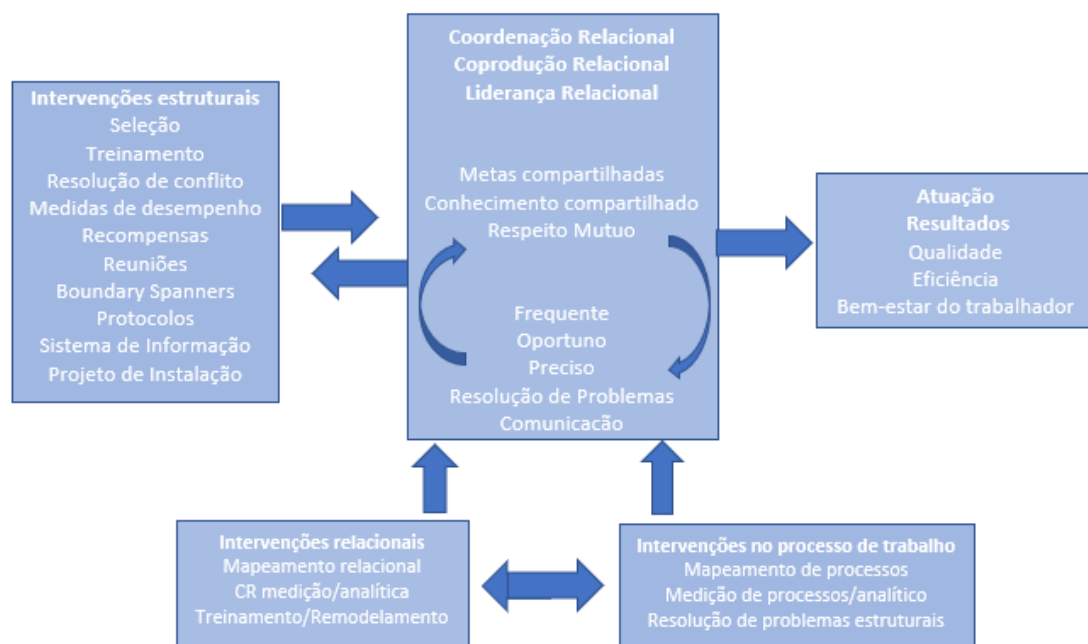 Coordenação Relacional
Coprodução Relacional
Liderança Relacional
Metas compartilhadas
Conhecimento compartilhado
Respeito Mutuo
Frequente
Oportuno
Preciso
Resolução de Problemas
Comunicacão
Intervenções estruturais
Seleção
Treinamento
Resolução de conflito
Medidas de desempenho
Recompensas
Reuniões
Boundary Spanners
Protocolos
Sistema de Informação
Projeto de Instalação
Atuação
Resultados
Qualidade
Eficiência
Bem-estar do trabalhador
Intervenções relacionais
Mapeamento relacional
CR medição/analítica
Treinamento/Remodelamento
Intervenções no processo de trabalho
Mapeamento de processos
Medição de processos/analítico
Resolução de problemas estruturais